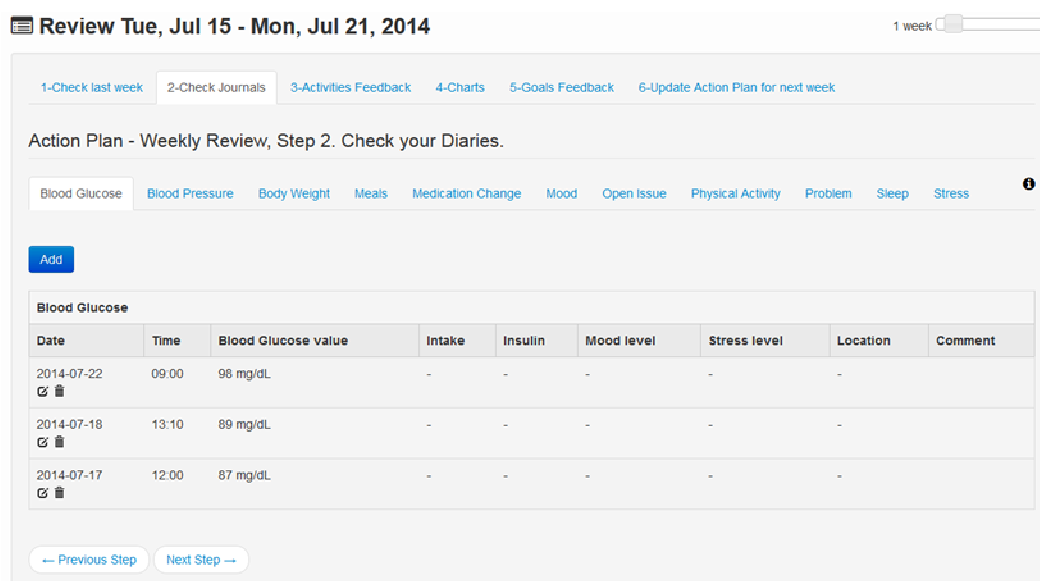 Review Tue, Jul 15 - Mon, Jul 21, 2014
1 week
1-Check last week 2-Check Journals 3-Activities Feedback 4-Charts 5-Goals Feedback 6-Update Action Plan for next week
Action Plan - Weekly Review, Step 2. Check your Diaries.
Blood Glucose Blood Pressure Body Weight Meals Medication Change Mood Open Issue Physical Activity Problem Sleep Stress
Add
Blood Glucose
Date Time Blood Glucose value Intake Insulin Mood level Stress level Location Comment
2014-07-22 09:00 98 mg/dL - - - - -
2014-07-18 13:10 89 mg/dL - - - - -
2014-07-17 12:00 87 mg/dL - - - - -
← Previous Step Next Step →